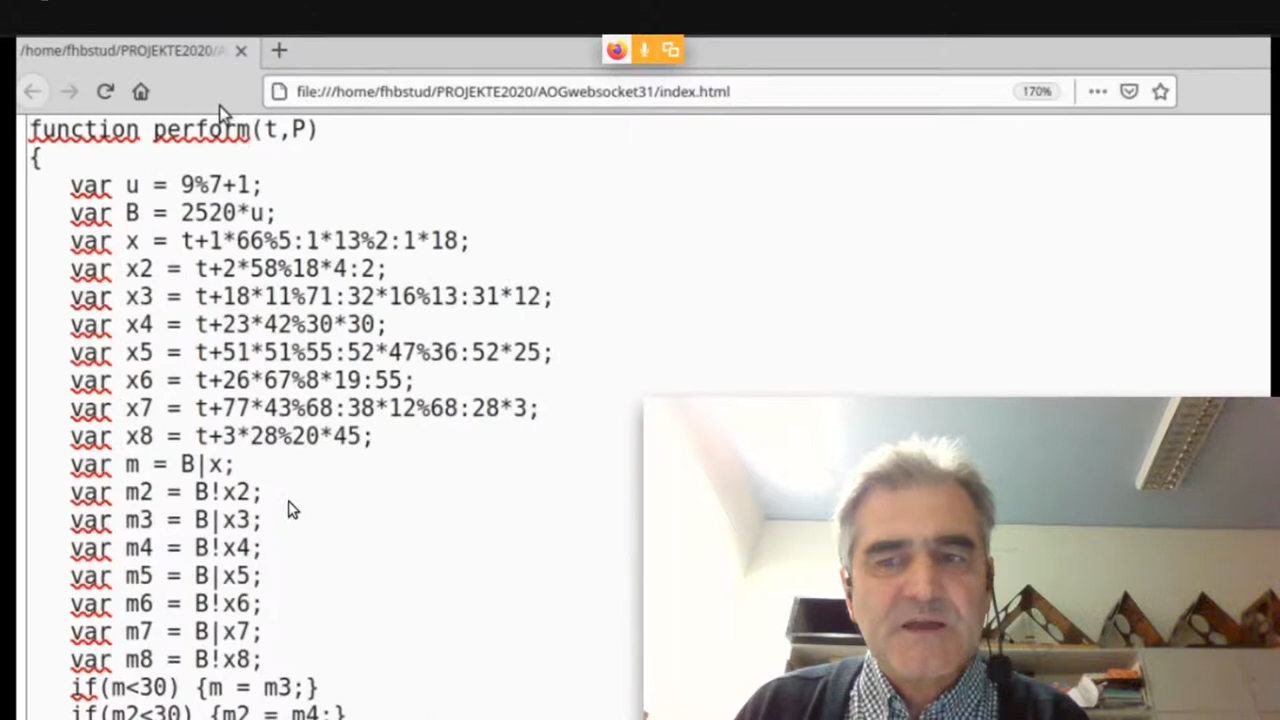 /home/fhbstud/PROJEKTE2020/A
file:///home/fhbstud/PROJEKTE2020/AOGwebsocket31/index.html
170%
function perform(t,P)
{
var u = 9%7+1;
var B = 2520*u;
var x = t+1*66%5:1*13%2:1*18;
var x2 = t+2*58%18*4:2;
var x3 = t+18*11%71:32*16%13:31*12;
var x4 = t+23*42%30*30;
var x5 = t+51*51%55:52*47%36:52*25;
var x6 = t+26*67%8*19:55;
var x7 = t+77*43%68:38*12%68:28*3;
var x8 = t+3*28%20*45;
var m = B|x;
var m2 = B!x2;
var m3 = B|x3;
var m4 = B!x4;
var m5 = B|x5;
var m6 = B!x6;
var m7 = B|x7;
var m8 = B!x8;
if(m<30) {m = m3;}
if(m2<30) {m2 = m4;}